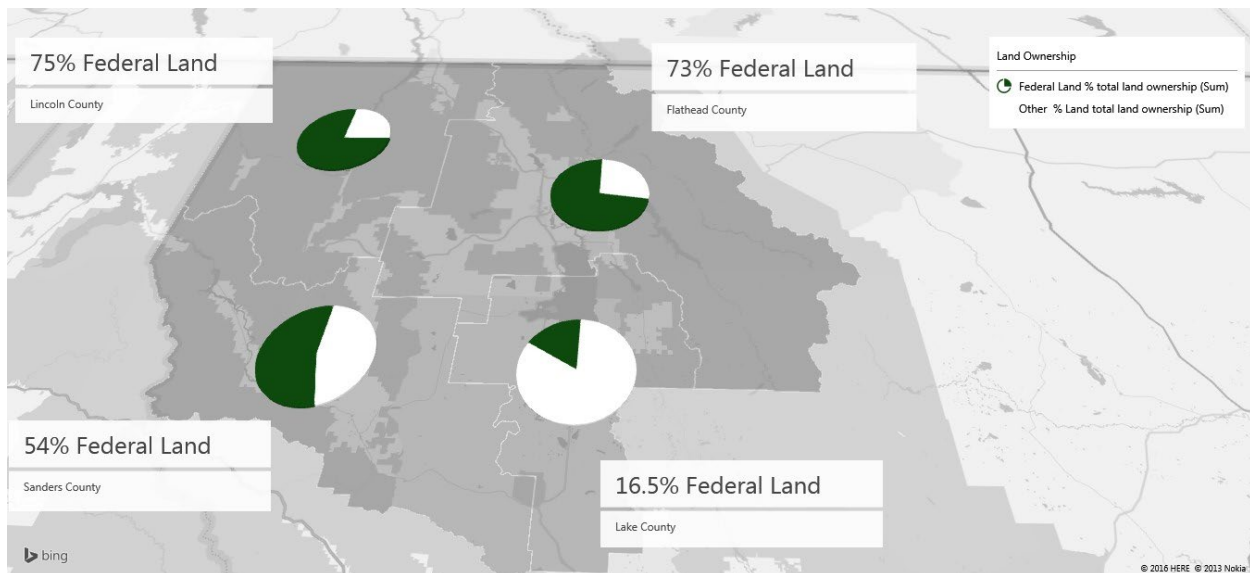 75% Federal Land
Lincoln County
73% Federal Land
Flathead County
Land Ownership
Federal Land % total land ownership (Sum)
Other % Land total land ownership (Sum)
54% Federal Land
Sanders County
16.5% Federal Land
Lake County
bing
© 2016 HERE © 2013 Nokia